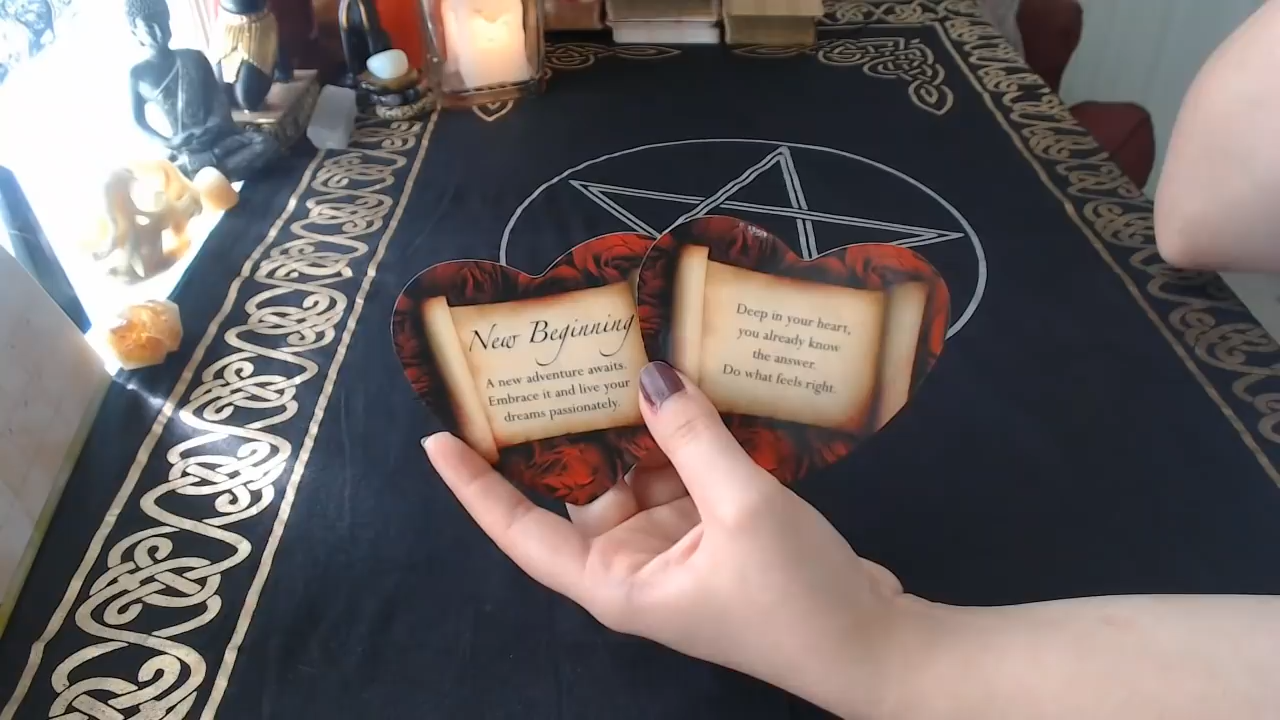 New Beginning
A new adventure awaits.
Embrace it and live your
dreams passionately.
Deep in your heart,
you already know
the answer.
Do what feels right.